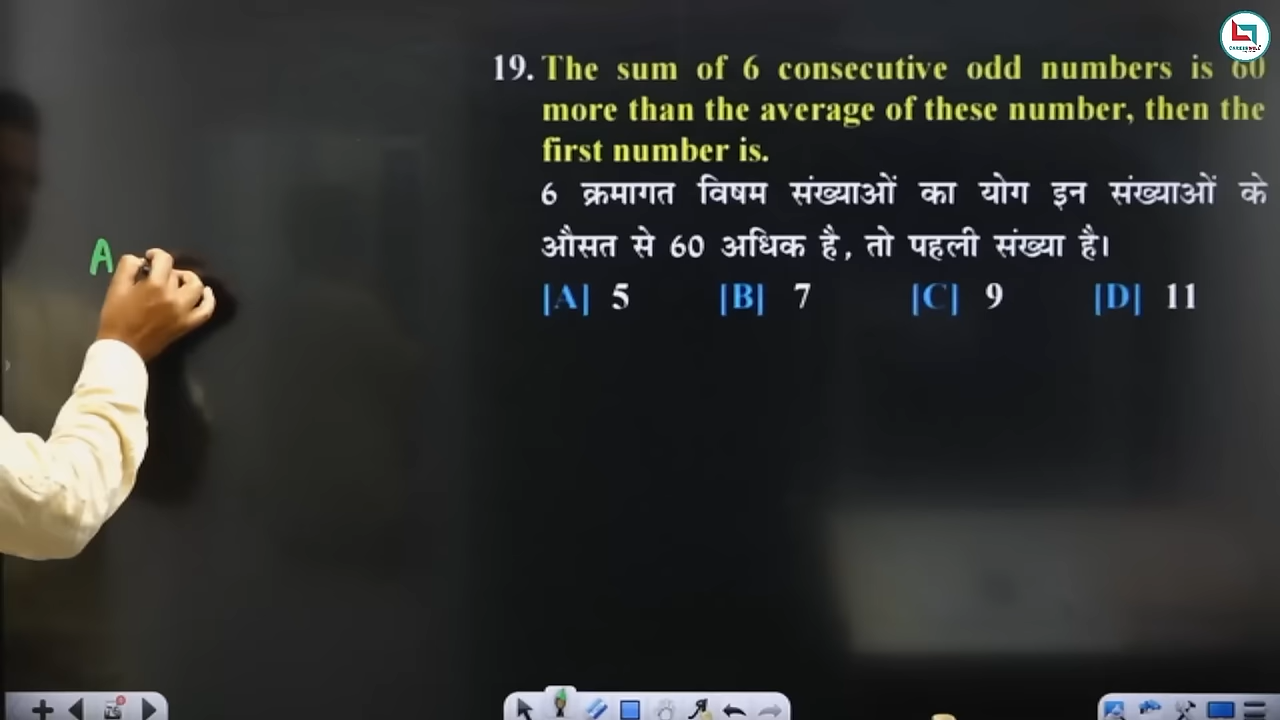 19. The sum of 6 consecutive odd numbers is 60
more than the average of these number, then the
first number is.
6 क्रमागत विषम संख्याओं का योग इन संख्याओं के
औसत से 60 अधिक है, तो पहली संख्या है।
[A] 5 [B] 7 [C] 9 [D] 11
A